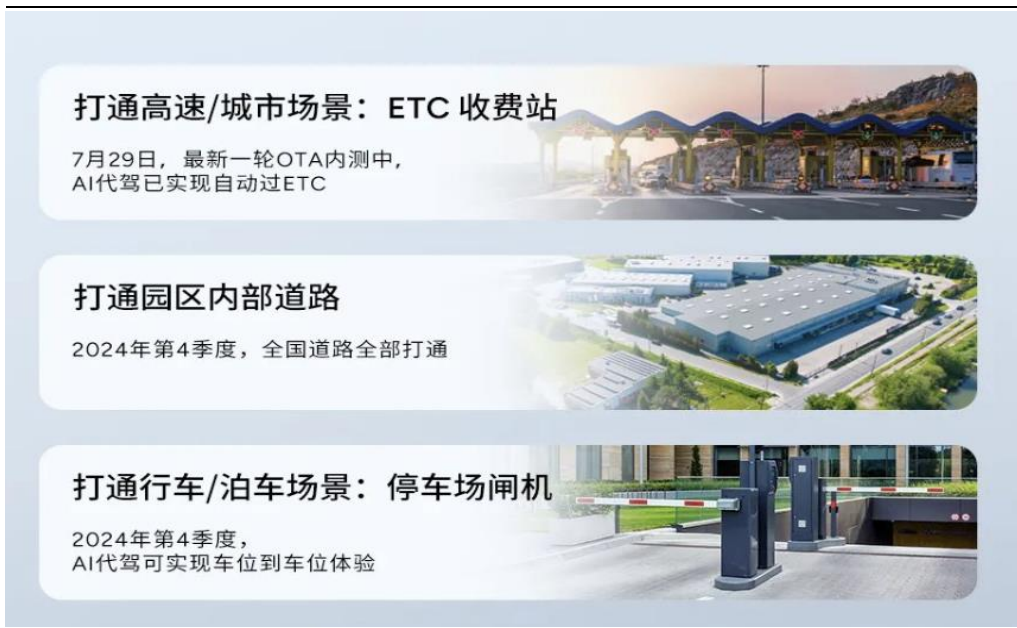 打通高速/城市场景：ETC 收费站
7月29日，最新一轮OTA内测中，
AI代驾已实现自动过ETC
打通园区内部道路
2024年第4季度，全国道路全部打通
打通行车/泊车场景：停车场闸机
2024年第4季度，
AI代驾可实现车位到车位体验